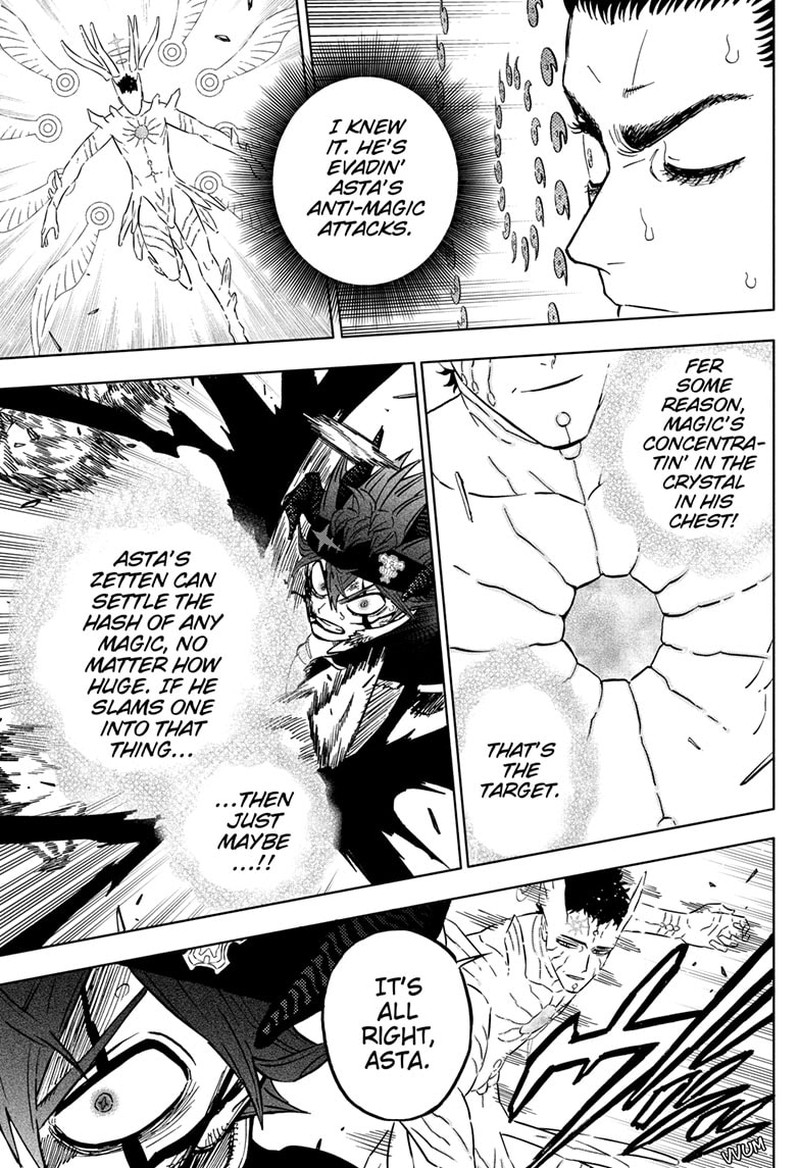 I KNEW
IT. HE'S
EVADIN'
ASTA'S
ANTI-MAGIC
ATTACKS.
FER
SOME
REASON,
MAGIC'S
CONCENTRA-
TIN' IN THE
CRYSTAL
IN HIS
CHEST!
THAT'S
THE
TARGET.
ASTA'S
ZETTEN CAN
SETTLE THE
HASH OF ANY
MAGIC, NO
MATTER HOW
HUGE. IF HE
SLAMS ONE
INTO THAT
THING...
...THEN
JUST
MAYBE
...!!
IT'S
ALL
RIGHT,
ASTA.
VVUM